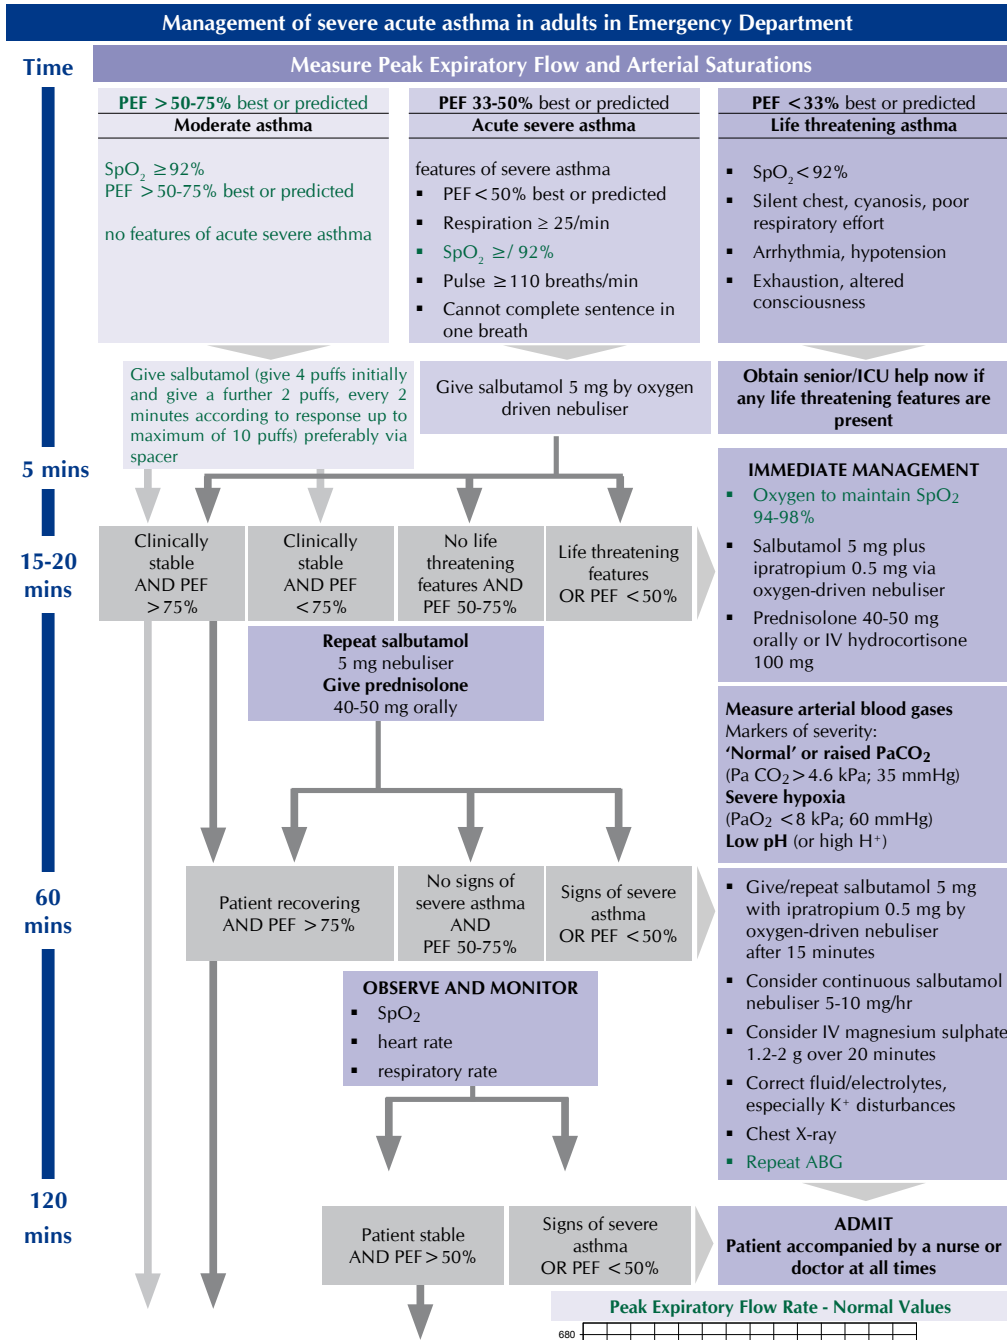 Management of severe acute asthma in adults in Emergency Department
Time
Measure Peak Expiratory Flow and Arterial Saturations
PEF >50-75% best or predicted
Moderate asthma
SpO2 ≥92%
PEF >50-75% best or predicted
no features of acute severe asthma
PEF 33-50% best or predicted
Acute severe asthma
features of severe asthma
▪ PEF<50% best or predicted
▪ Respiration ≥ 25/min
▪ SpO2 ≥/ 92%
▪ Pulse ≥110 breaths/min
▪ Cannot complete sentence in
one breath
PEF <33% best or predicted
Life threatening asthma
▪ SpO2<92%
▪ Silent chest, cyanosis, poor
respiratory effort
▪ Arrhythmia, hypotension
▪ Exhaustion, altered
consciousness
Give salbutamol (give 4 puffs initially
and give a further 2 puffs, every 2
minutes according to response up to
maximum of 10 puffs) preferably via
spacer
Give salbutamol 5 mg by oxygen
driven nebuliser
Obtain senior/ICU help now if
any life threatening features are
present
5 mins
IMMEDIATE MANAGEMENT
▪ Oxygen to maintain SpO2
94-98%
▪ Salbutamol 5 mg plus
ipratropium 0.5 mg via
oxygen-driven nebuliser
▪ Prednisolone 40-50 mg
orally or IV hydrocortisone
100 mg
15-20
mins
Clinically
stable
AND PEF
>75%
Clinically
stable
AND PEF
<75%
No life
threatening
features AND
PEF 50-75%
Life threatening
features
OR PEF <50%
Repeat salbutamol
5 mg nebuliser
Give prednisolone
40-50 mg orally
Measure arterial blood gases
Markers of severity:
‘Normal’ or raised PaCO2
(Pa CO2>4.6 kPa; 35 mmHg)
Severe hypoxia
(PaO2 <8 kPa; 60 mmHg)
Low pH (or high H+)
60
mins
Patient recovering
AND PEF >75%
No signs of
severe asthma
AND
PEF 50-75%
Signs of severe
asthma
OR PEF <50%
▪ Give/repeat salbutamol 5 mg
with ipratropium 0.5 mg by
oxygen-driven nebuliser
after 15 minutes
▪ Consider continuous salbutamol
nebuliser 5-10 mg/hr
▪ Consider IV magnesium sulphate
1.2-2 g over 20 minutes
▪ Correct fluid/electrolytes,
especially K+ disturbances
▪ Chest X-ray
▪ Repeat ABG
OBSERVE AND MONITOR
▪ SpO2
▪ heart rate
▪ respiratory rate
120
mins
Patient stable
AND PEF>50%
Signs of severe
asthma
OR PEF <50%
ADMIT
Patient accompanied by a nurse or
doctor at all times
Peak Expiratory Flow Rate - Normal Values
680